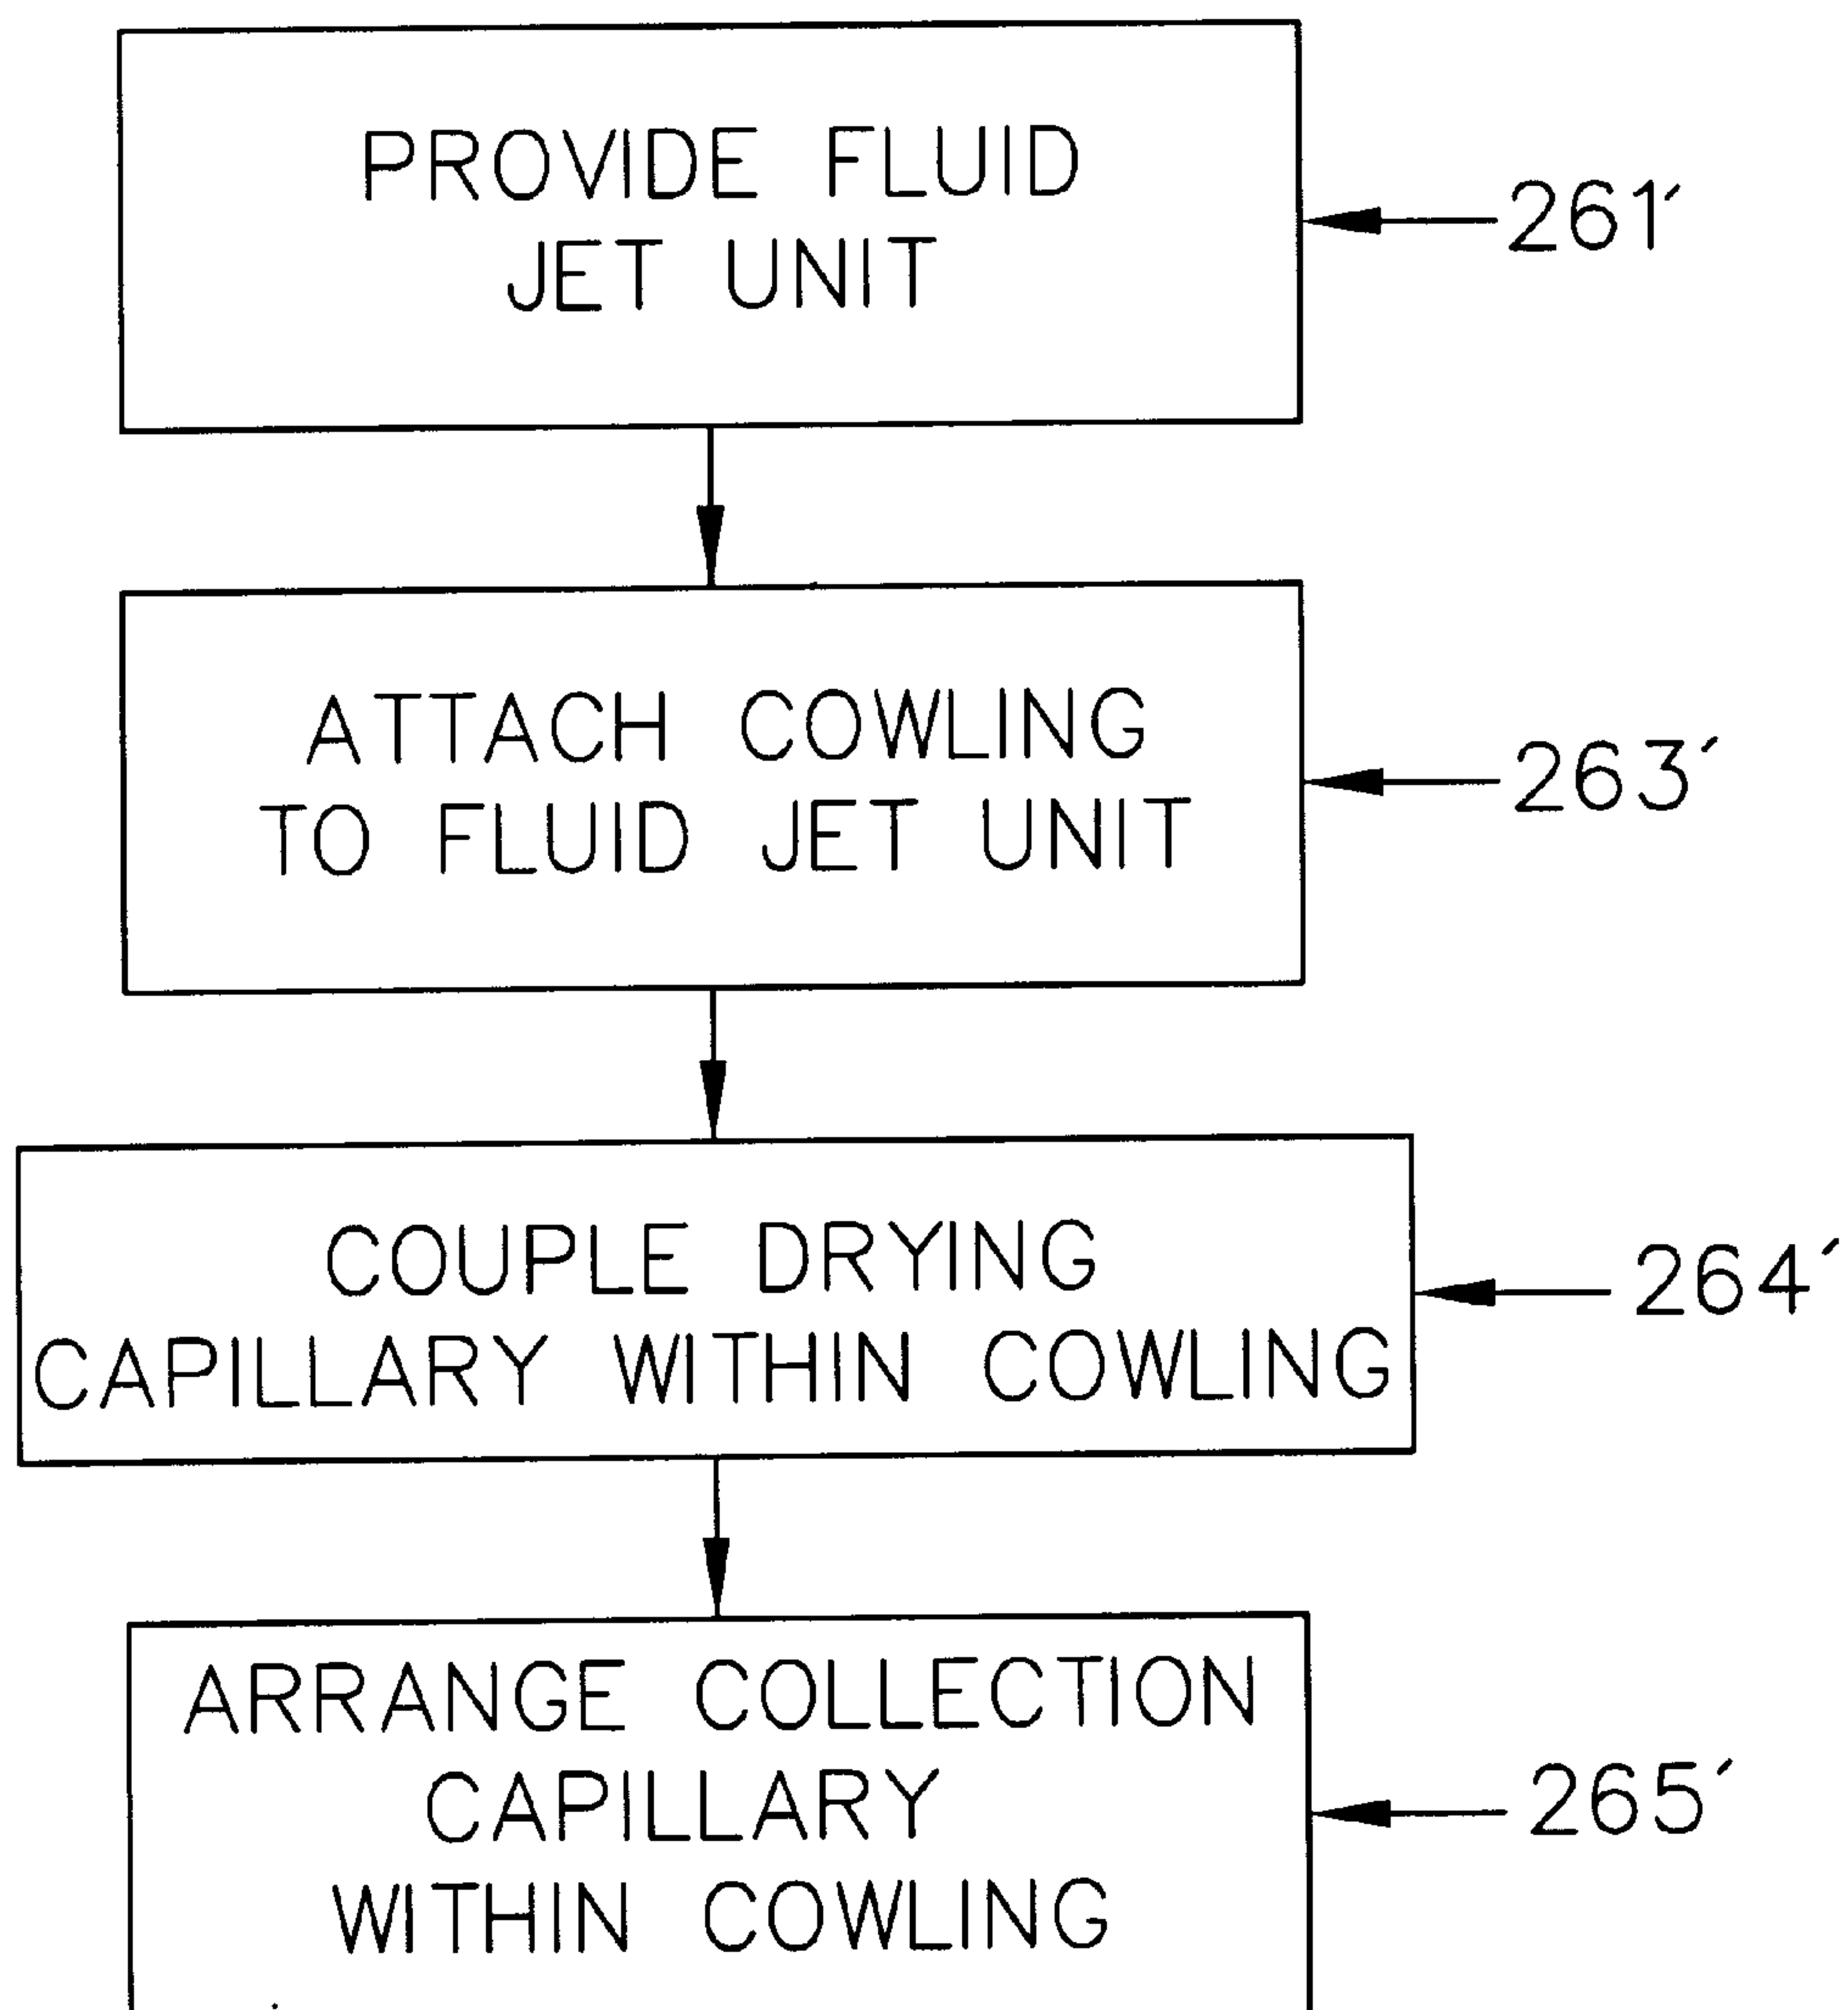 PROVIDE FLUID
JET UNIT
261'
ATTACH COWLING
TO FLUID JET UNIT
263'
COUPLE DRYING
CAPILLARY WITHIN COWLING
264'
ARRANGE COLLECTION
CAPILLARY
WITHIN COWLING
265'